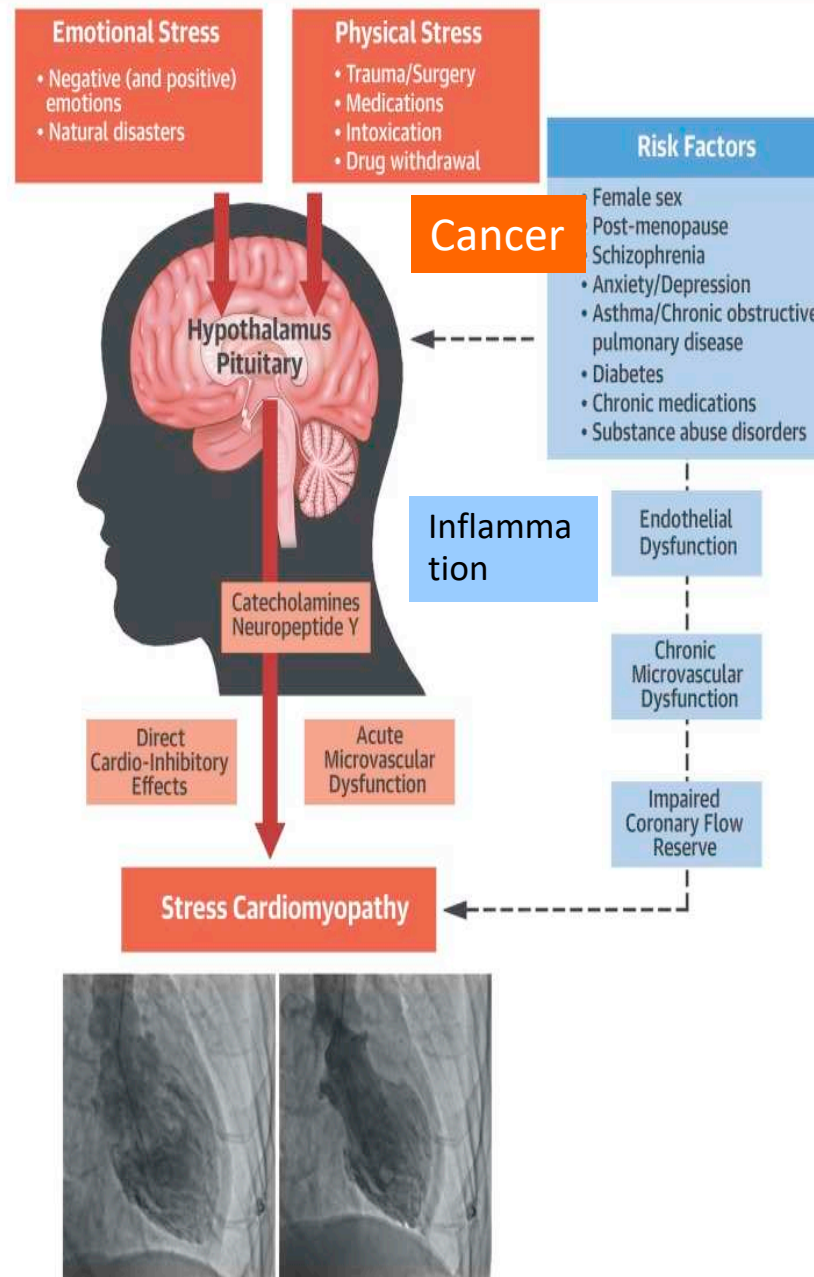 Emotional Stress
• Negative (and positive)
emotions
• Natural disasters
Physical Stress
• Trauma/Surgery
• Medications
• Intoxication
• Drug withdrawal
Risk Factors
• Female sex
• Post-menopause
• Schizophrenia
• Anxiety/Depression
• Asthma/Chronic obstructive
pulmonary disease
• Diabetes
• Chronic medications
• Substance abuse disorders
Cancer
Hypothalamus
Pituitary
Inflamma
tion
Endothelial
Dysfunction
Catecholamines
Neuropeptide Y
Chronic
Microvascular
Dysfunction
Direct
Cardio-Inhibitory
Effects
Acute
Microvascular
Dysfunction
Impaired
Coronary Flow
Reserve
Stress Cardiomyopathy